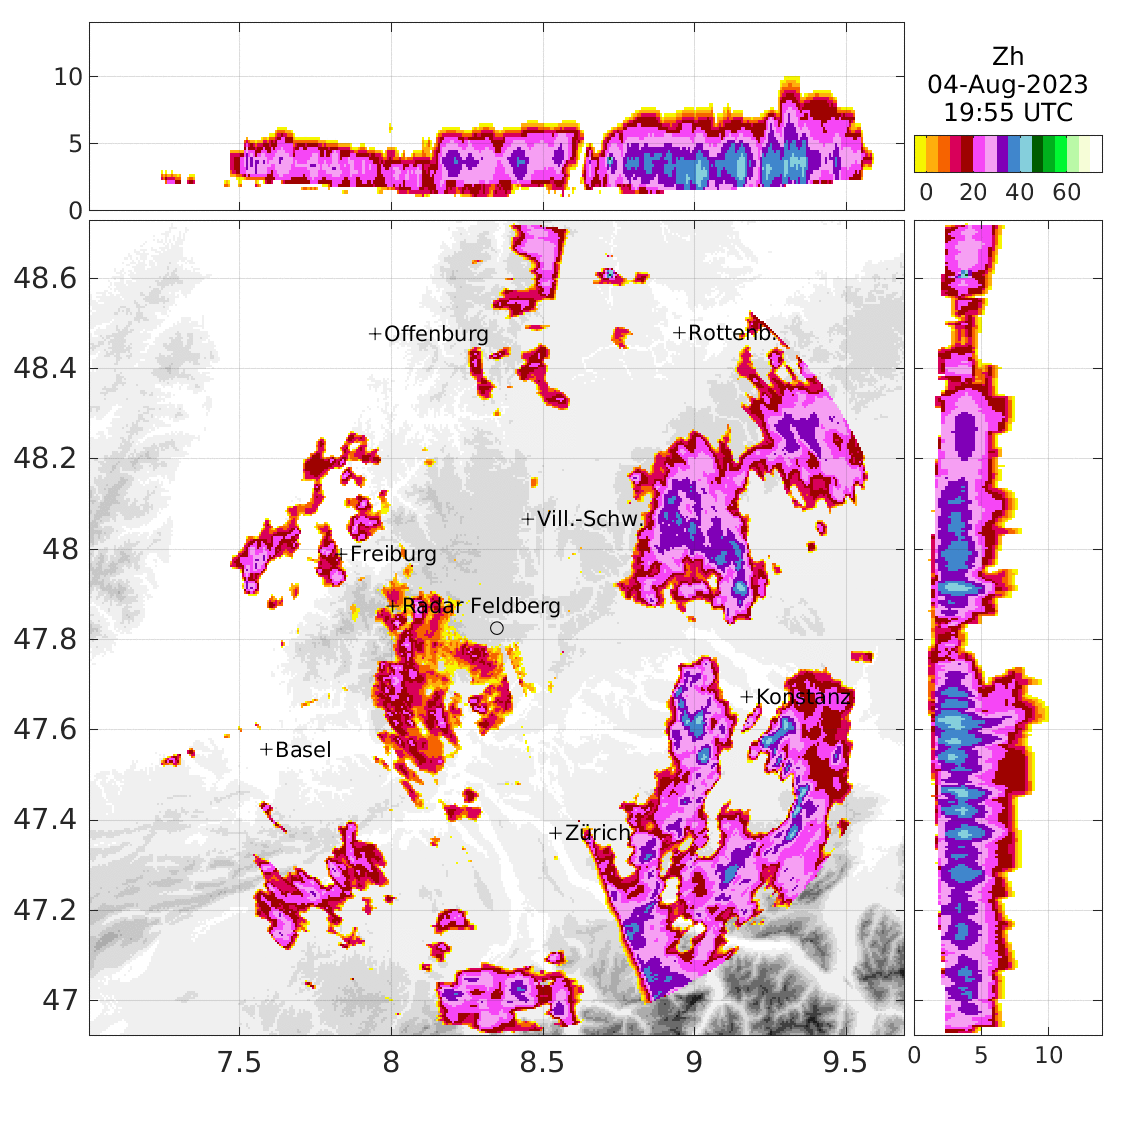 10
5
0
Zh
04-Aug-2023
19:55 UTC
0 20 40 60
48.6
48.4
48.2
48
47.8
47.6
47.4
47.2
47
+Offenburg
+Rottenb.
+Vill.-Schw.
+Freiburg
+Radar Feldberg
+Konstanz
+Basel
+Zürich
7.5 8 8.5 9 9.5
0 5 10